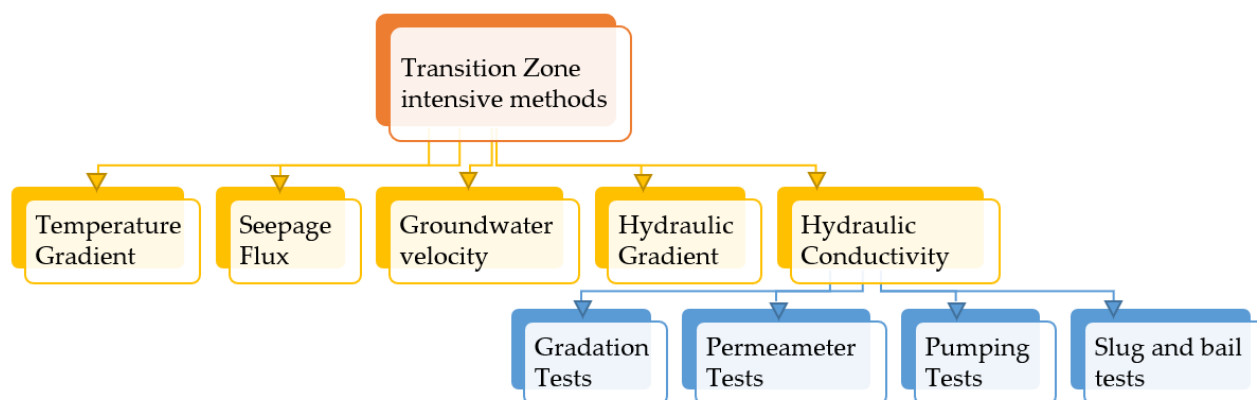 Transition Zone
intensive methods
Temperature
Gradient
Seepage
Flux
Groundwater
velocity
Hydraulic
Gradient
Hydraulic
Conductivity
Gradation
Tests
Permeameter
Tests
Pumping
Tests
Slug and bail
tests